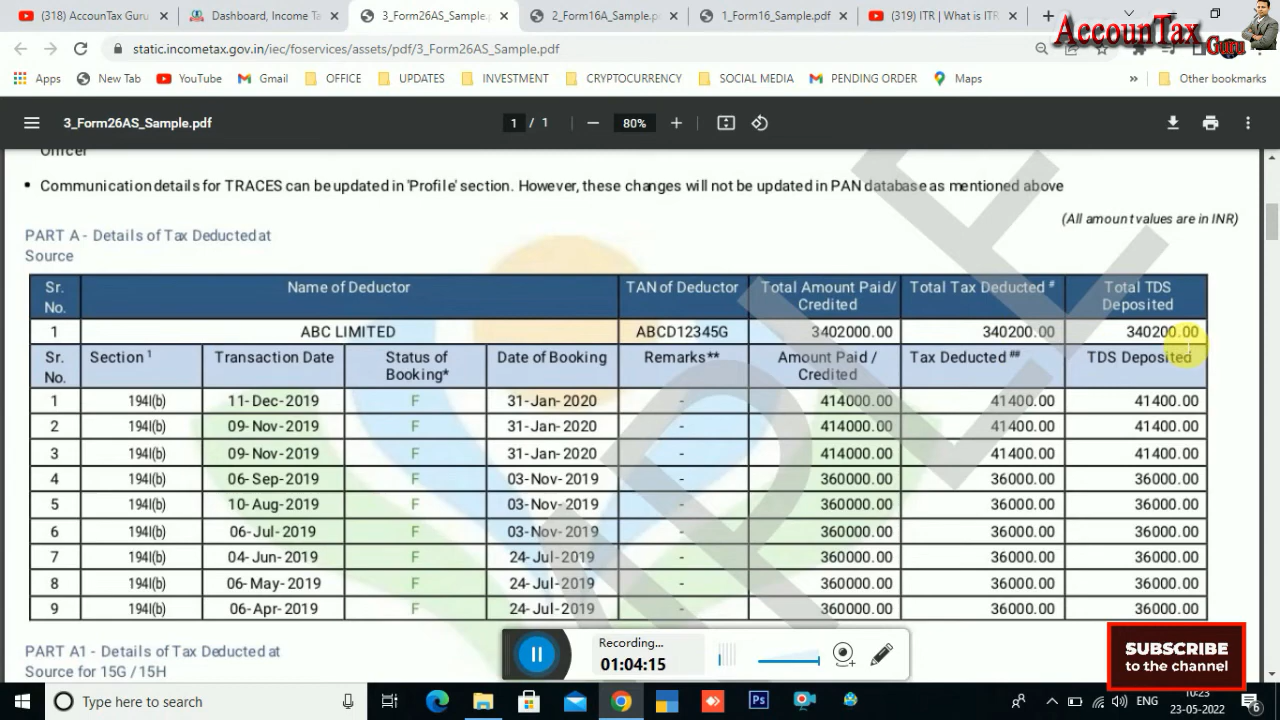 (318) AccounTax Guru
Dashboard, Income Ta
3_Form26AS_Sample.p
2_Form16A_Sample.p
1_Form16_Sample.pdf
(319) ITR | What is ITR
AccounTax
Guru
static.incometax.gov.in/iec/foservices/assets/pdf/3_Form26AS_Sample.pdf
Apps New Tab YouTube Gmail OFFICE UPDATES INVESTMENT CRYPTOCURRENCY SOCIAL MEDIA PENDING ORDER Maps » Other bookmarks
3_Form26AS_Sample.pdf 1 / 1 80%
Officer
• Communication details for TRACES can be updated in 'Profile' section. However, these changes will not be updated in PAN database as mentioned above
(All amount values are in INR)
PART A - Details of Tax Deducted at
Source
Sr. No. Name of Deductor TAN of Deductor Total Amount Paid/ Credited Total Tax Deducted # Total TDS Deposited
1 ABC LIMITED ABCD12345G 3402000.00 340200.00 340200.00
Sr. No. Section 1 Transaction Date Status of Booking* Date of Booking Remarks** Amount Paid / Credited Tax Deducted ## TDS Deposited
1 194I(b) 11-Dec-2019 F 31-Jan-2020 - 414000.00 41400.00 41400.00
2 194I(b) 09-Nov-2019 F 31-Jan-2020 - 414000.00 41400.00 41400.00
3 194I(b) 09-Nov-2019 F 31-Jan-2020 - 414000.00 41400.00 41400.00
4 194I(b) 06-Sep-2019 F 03-Nov-2019 - 360000.00 36000.00 36000.00
5 194I(b) 10-Aug-2019 F 03-Nov-2019 - 360000.00 36000.00 36000.00
6 194I(b) 06-Jul-2019 F 03-Nov-2019 - 360000.00 36000.00 36000.00
7 194I(b) 04-Jun-2019 F 24-Jul-2019 - 360000.00 36000.00 36000.00
8 194I(b) 06-May-2019 F 24-Jul-2019 - 360000.00 36000.00 36000.00
9 194I(b) 06-Apr-2019 F 24-Jul-2019 - 360000.00 36000.00 36000.00
PART A1 - Details of Tax Deducted at
Source for 15G / 15H
Recording...
01:04:15
SUBSCRIBE
to the channel
Type here to search
ENG
10:23
23-05-2022
6